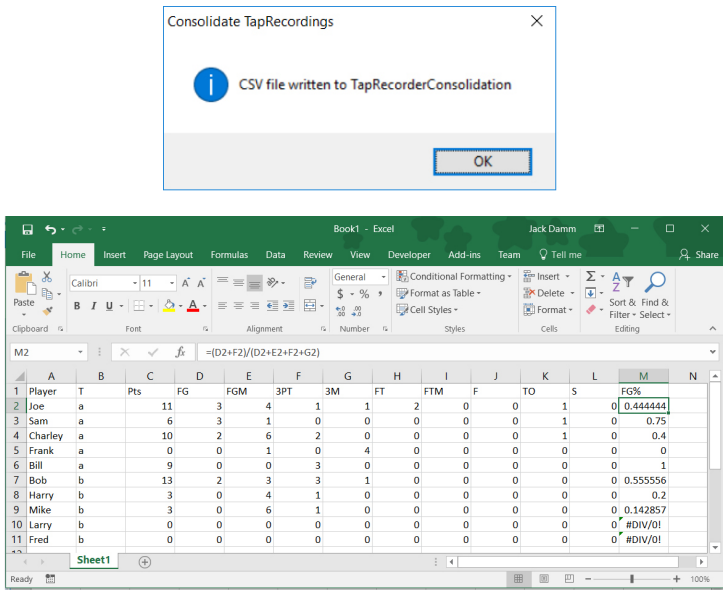 Consolidate TapRecordings
CSV file written to TapRecorderConsolidation
OK
Book1 - Excel Jack Damm
File Home Insert Page Layout Formulas Data Review View Developer Add-ins Team Tell me Share
Paste Calibri 11 A A General Conditional Formatting Insert Σ A Z
B I U A $ % , Format as Table Delete Sort & Find &
.0 .00 .00 .0 Cell Styles Format Filter Select
Clipboard Font Alignment Number Styles Cells Editing
M2 fx =(D2+F2)/(D2+E2+F2+G2)
A B C D E F G H I J K L M N
1 Player T Pts FG FGM 3PT 3M FT FTM F TO S FG%
2 Joe a 11 3 4 1 1 2 0 0 1 0 0.444444
3 Sam a 6 3 1 0 0 0 0 0 1 0 0.75
4 Charley a 10 2 6 2 0 0 0 0 1 0 0.4
5 Frank a 0 0 1 0 4 0 0 0 0 0 0
6 Bill a 9 0 0 3 0 0 0 0 0 0 1
7 Bob b 13 2 3 3 1 0 0 0 1 0 0.555556
8 Harry b 3 0 4 1 0 0 0 0 1 0 0.2
9 Mike b 3 0 6 1 0 0 0 0 1 0 0.142857
10 Larry b 0 0 0 0 0 0 0 0 0 0 #DIV/0!
11 Fred b 0 0 0 0 0 0 0 0 0 0 #DIV/0!
Sheet1
Ready 100%